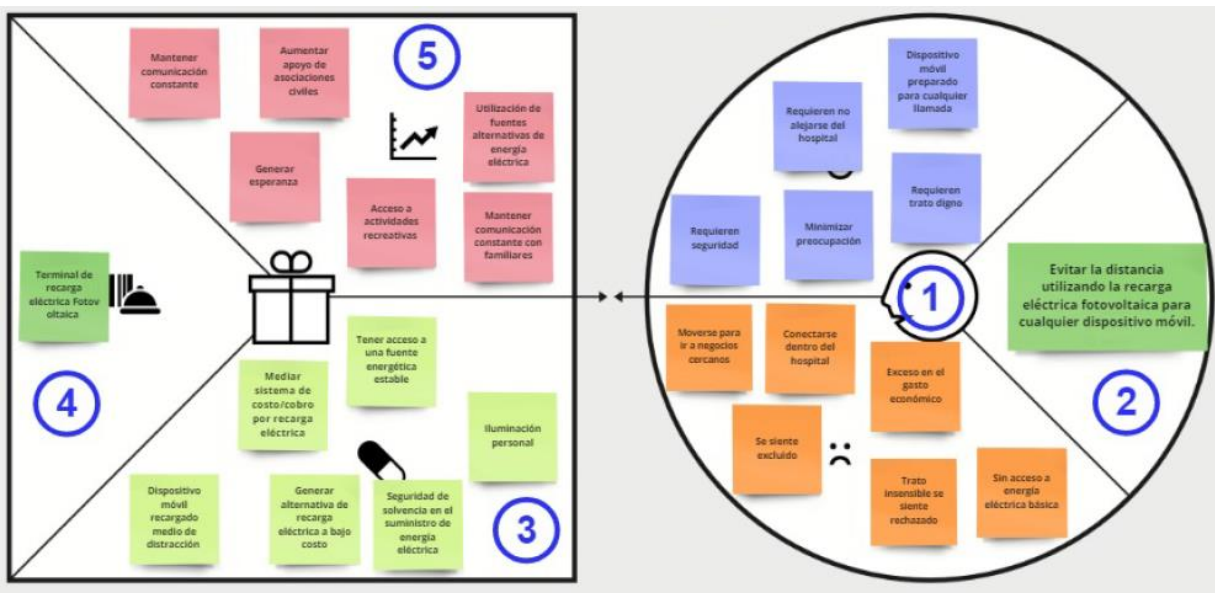 Mantener
comunicación
constante
Aumentar
apoyo de
asociaciones
civiles
5
Utilización de
fuentes
alternativas de
energía
eléctrica
Generar
esperanza
Acceso a
actividades
recreativas
Mantener
comunicación
constante con
familiares
Terminal de
recarga
eléctrica Fotov
oltaica
4
Tener acceso a
una fuente
energética
estable
Mediar
sistema de
costo/cobro
por recarga
eléctrica
Iluminación
personal
Dispositivo
móvil
recargado
medio de
distracción
Generar
alternativa de
recarga
eléctrica a bajo
costo
Seguridad de
solvencia en el
suministro de
energía
eléctrica
3
Dispositivo
móvil
preparado
para cualquier
llamada
Requieren no
alejarse del
hospital
Requieren
trato digno
Requieren
seguridad
Minimizar
preocupación
1
Evitar la distancia
utilizando la recarga
eléctrica fotovoltaica para
cualquier dispositivo móvil.
2
Moverse para
ir a negocios
cercanos
Conectarse
dentro del
hospital
Exceso en el
gasto
económico
Se siente
excluido
Trato
insensible se
siente
rechazado
Sin acceso a
energía
eléctrica básica